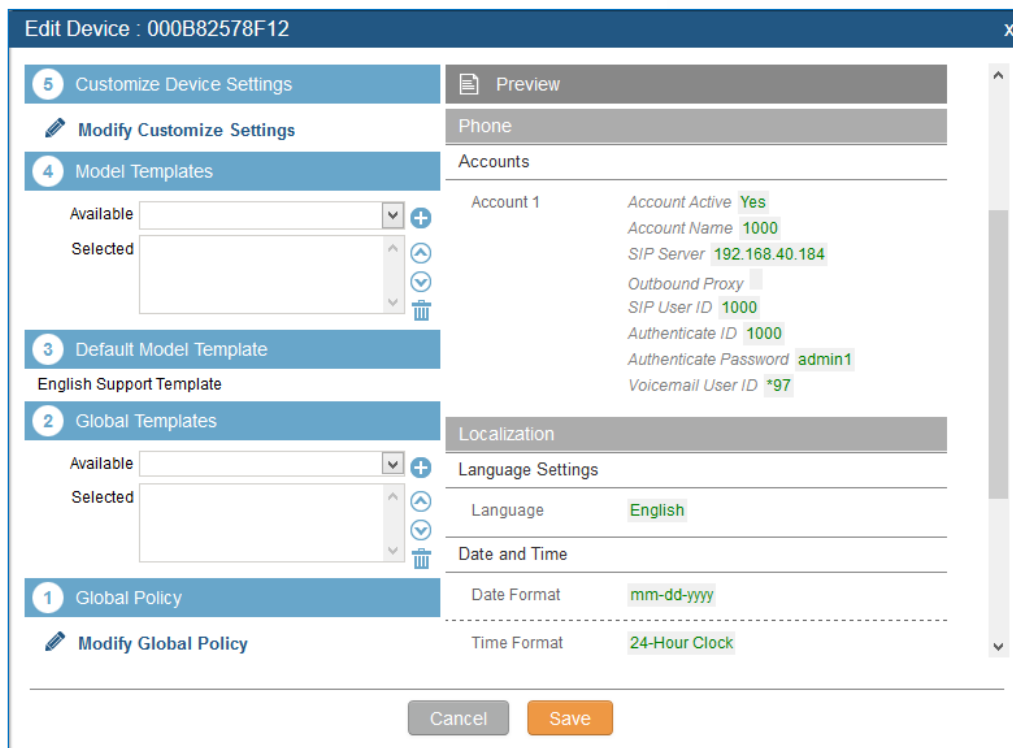 Edit Device : 000B82578F12
x
5 Customize Device Settings
Modify Customize Settings
4 Model Templates
Available
Selected
3 Default Model Template
English Support Template
2 Global Templates
Available
Selected
1 Global Policy
Modify Global Policy
Preview
Phone
Accounts
Account 1
Account Active Yes
Account Name 1000
SIP Server 192.168.40.184
Outbound Proxy
SIP User ID 1000
Authenticate ID 1000
Authenticate Password admin1
Voicemail User ID *97
Localization
Language Settings
Language English
Date and Time
Date Format mm-dd-yyyy
Time Format 24-Hour Clock
Cancel Save